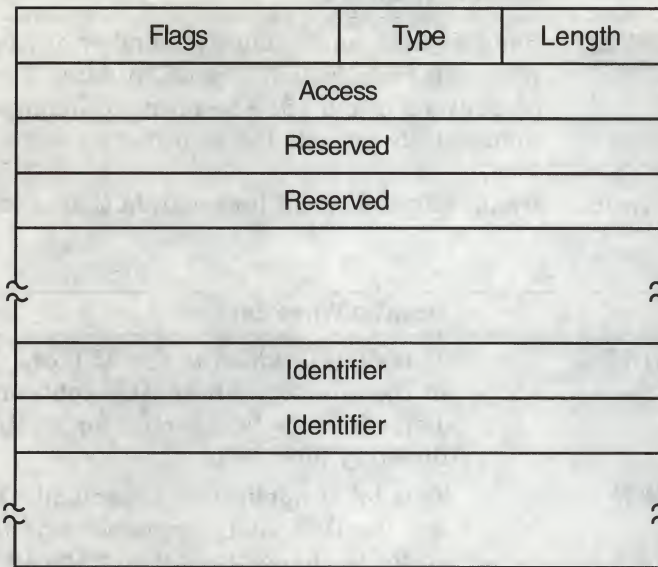 Flags Type Length
Access
Reserved
Reserved
Identifier
Identifier